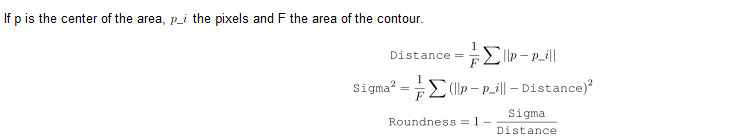 If p is the center of the area, p_i the pixels and F the area of the contour.
Distance = 1/F ∑ ||p − p_i||
Sigma² = 1/F ∑ (||p − p_i|| − Distance)²
Roundness = 1 − Sigma/Distance